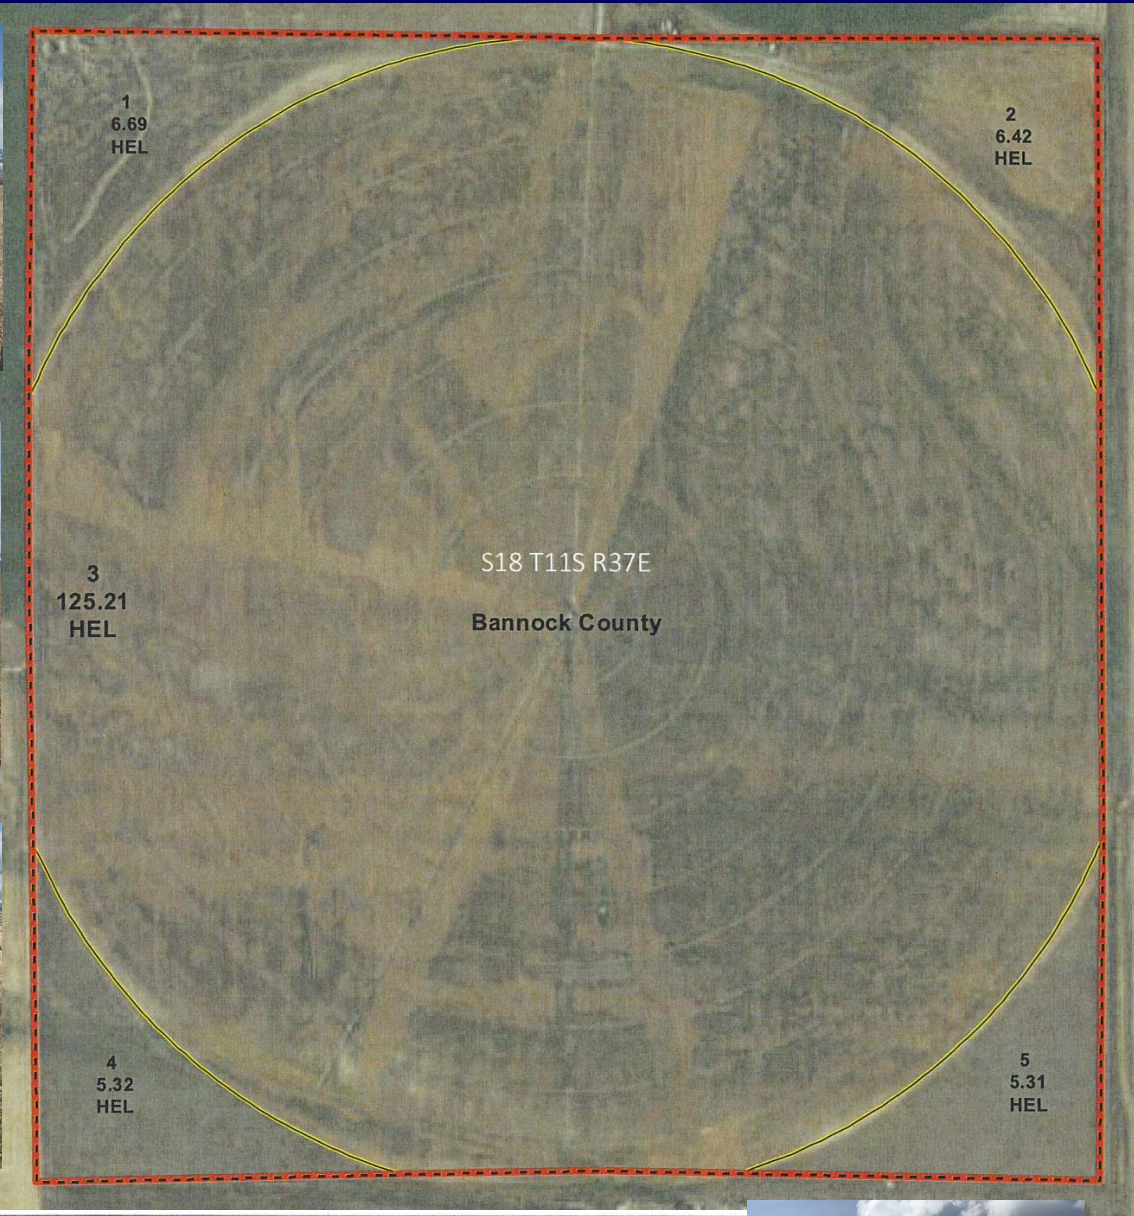 1
6.69
HEL
2
6.42
HEL
S18 T11S R37E
3
125.21
HEL
Bannock County
4
5.32
HEL
5
5.31
HEL